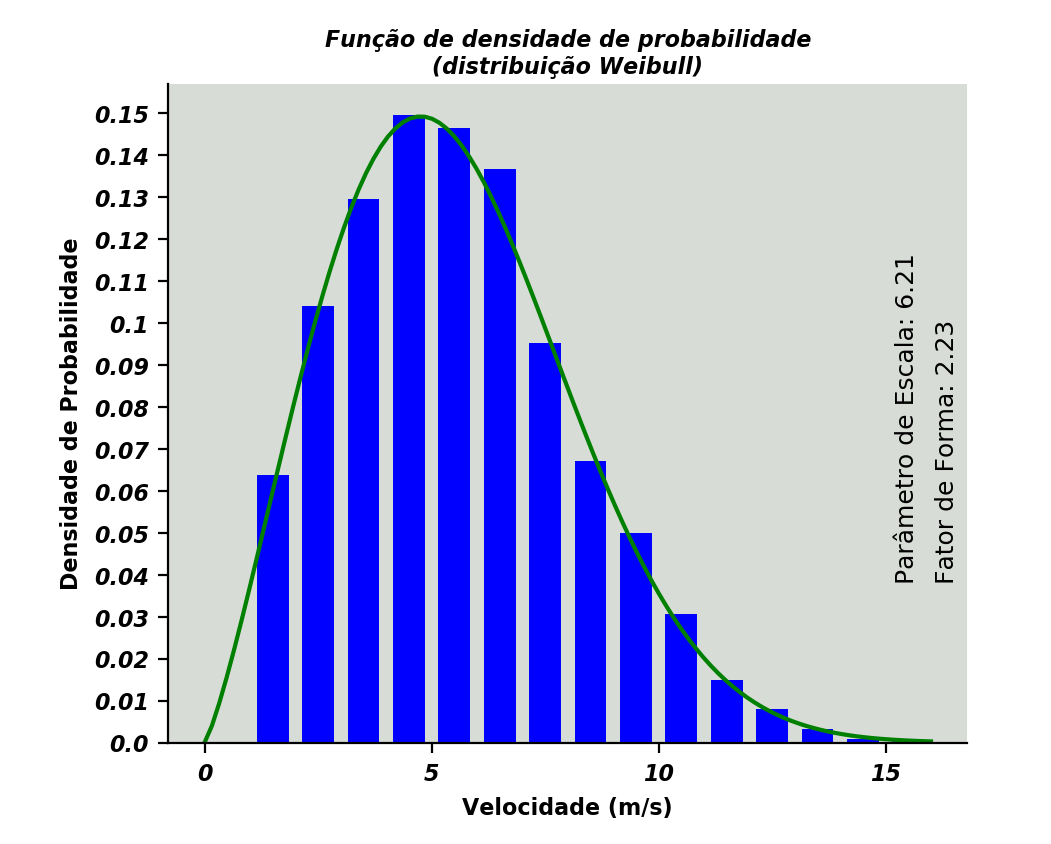 Função de densidade de probabilidade
(distribuição Weibull)
Densidade de Probabilidade
0.15
0.14
0.13
0.12
0.11
0.1
0.09
0.08
0.07
0.06
0.05
0.04
0.03
0.02
0.01
0.0
Parâmetro de Escala: 6.21
Fator de Forma: 2.23
0 5 10 15
Velocidade (m/s)